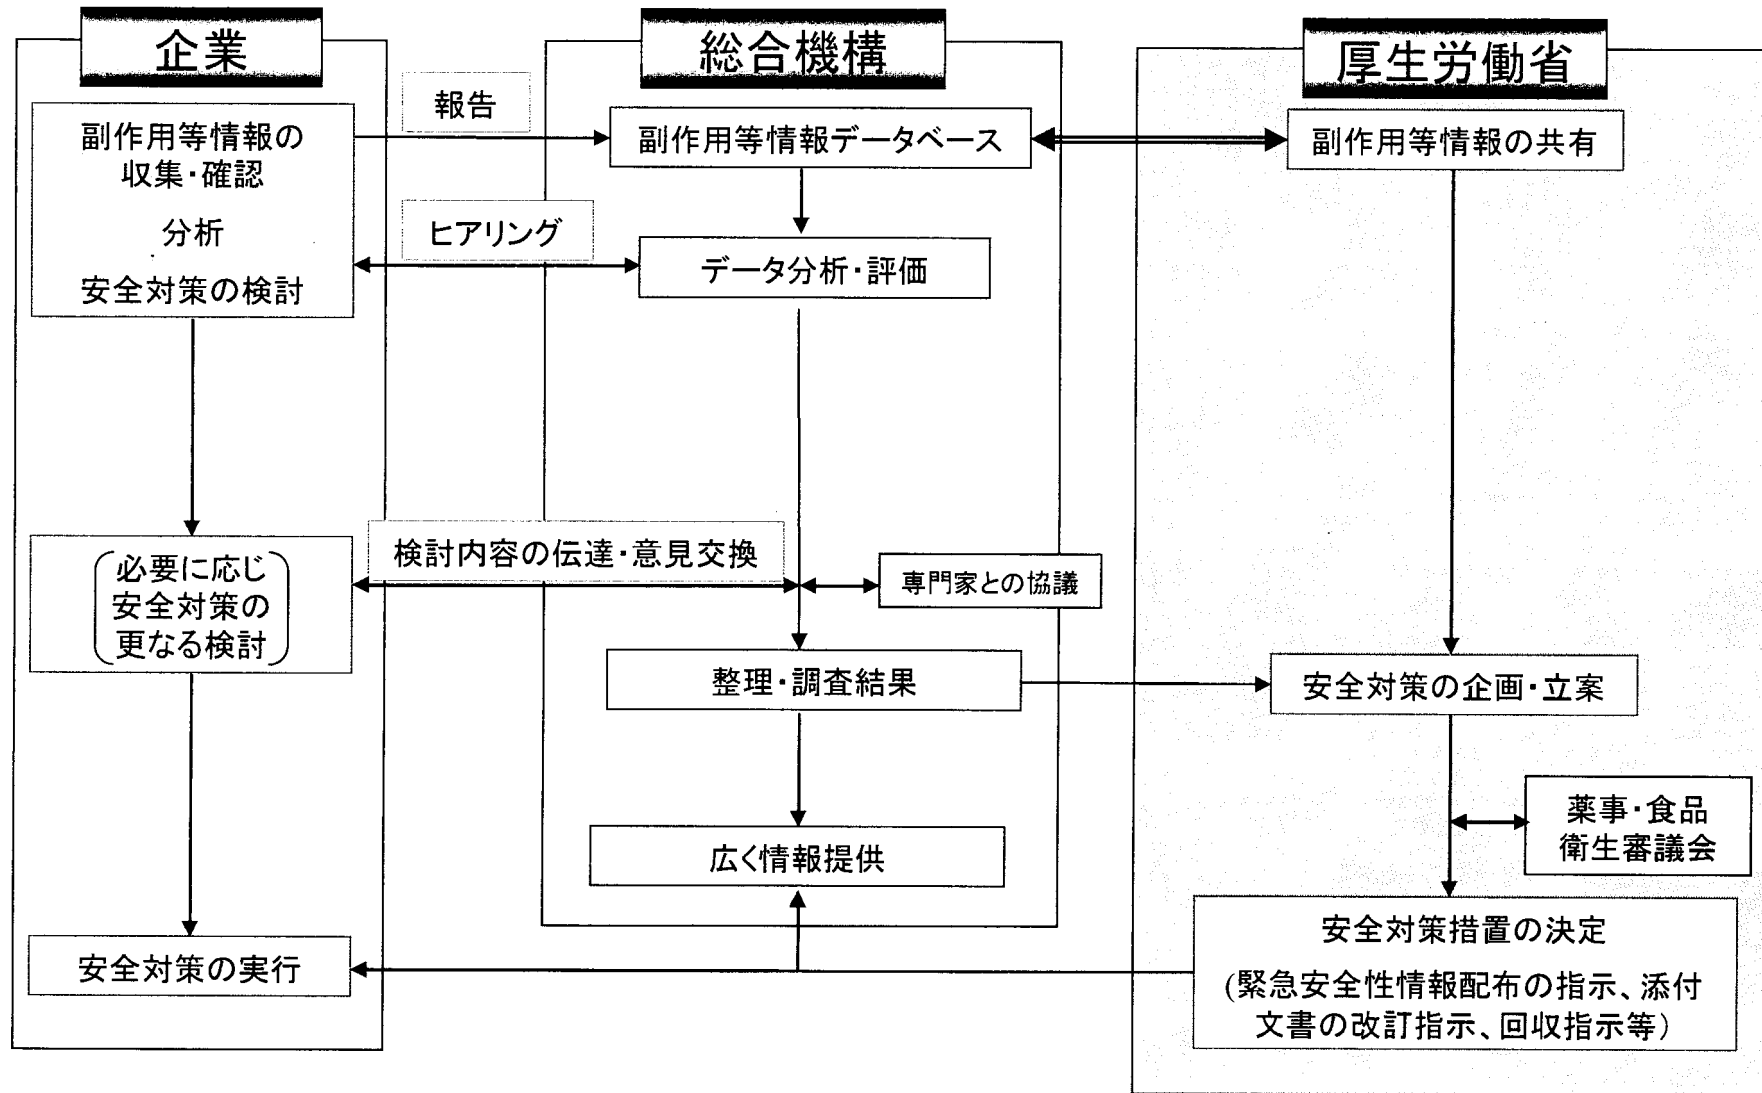 企業
総合機構
厚生労働省
報告
副作用等情報の
収集・確認
分析
安全対策の検討
副作用等情報データベース
副作用等情報の共有
ヒアリング
データ分析・評価
検討内容の伝達・意見交換
必要に応じ
安全対策の
更なる検討
専門家との協議
整理・調査結果
安全対策の企画・立案
薬事・食品
衛生審議会
広く情報提供
安全対策の実行
安全対策措置の決定
(緊急安全性情報配布の指示、添付
文書の改訂指示、回収指示等)